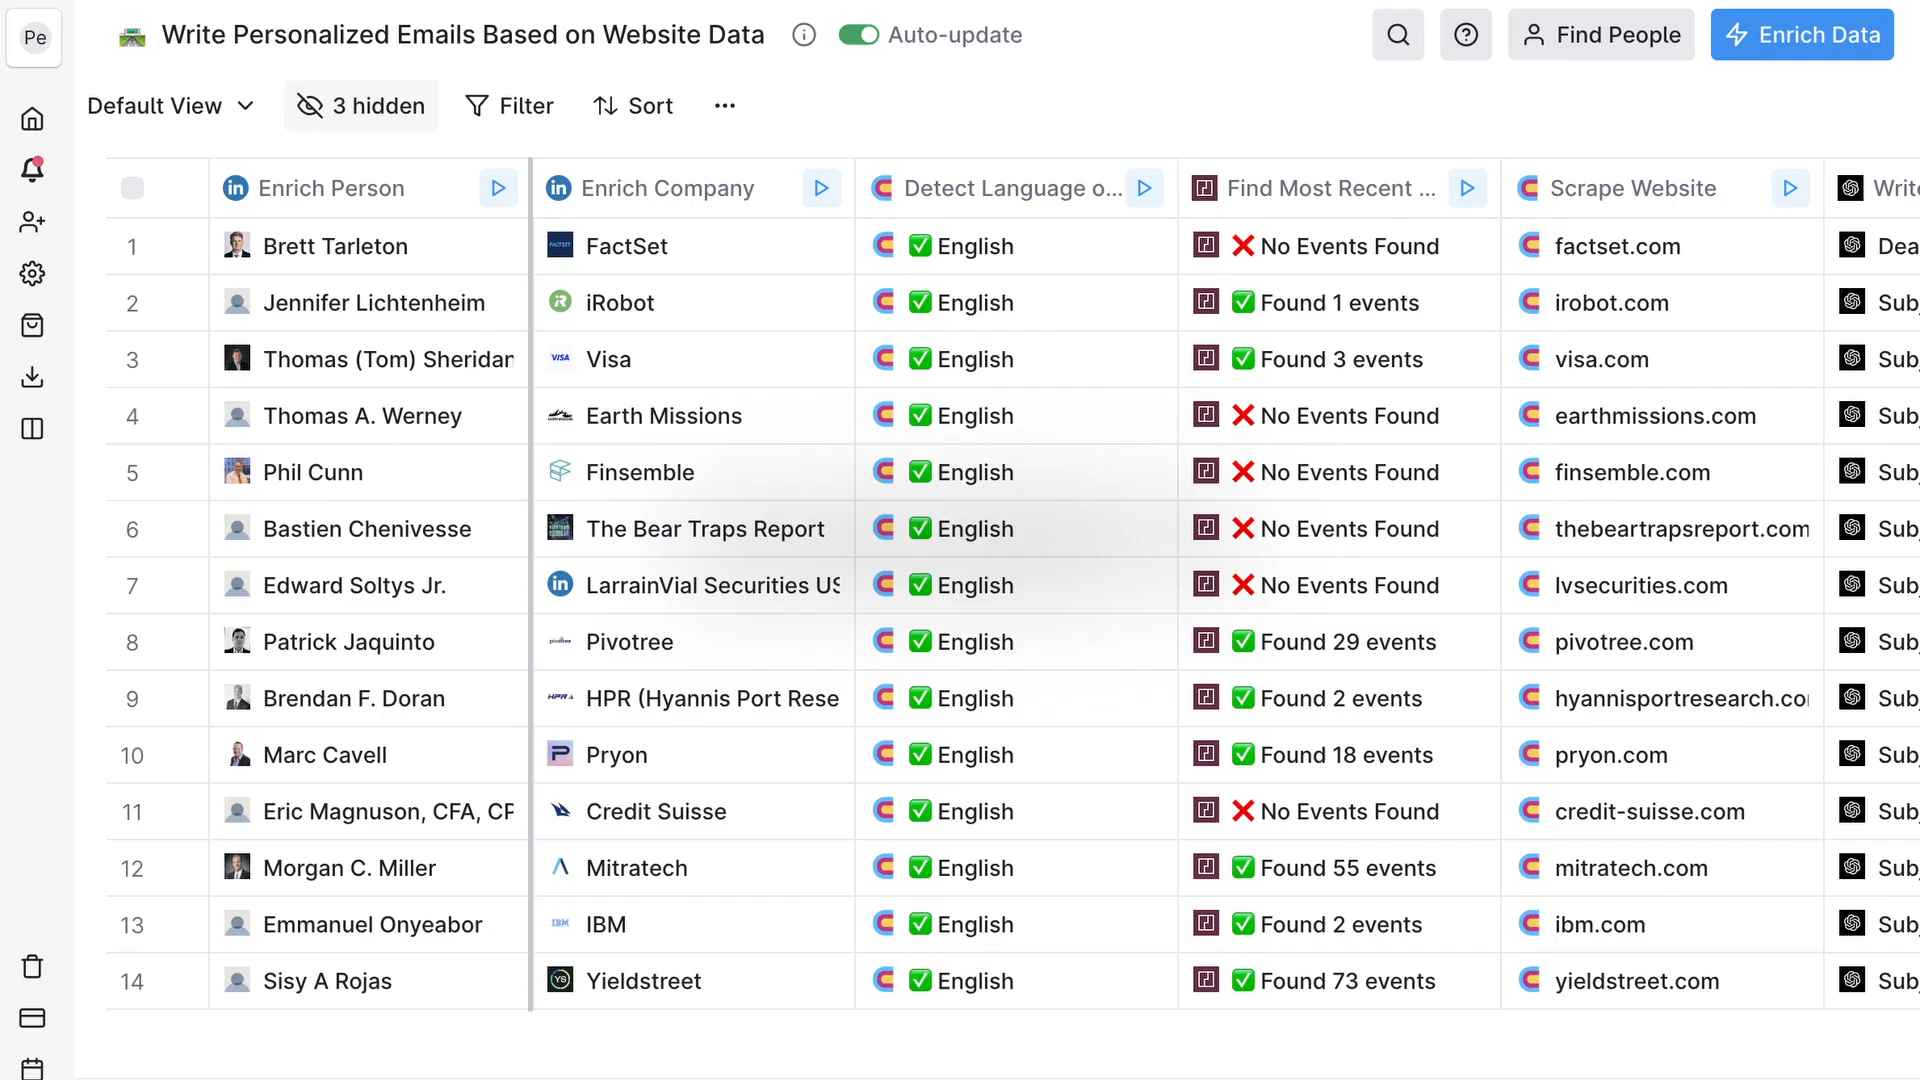 Pe
Write Personalized Emails Based on Website Data
Auto-update
Find People
Enrich Data
Default View
3 hidden
Filter
Sort
Enrich Person Enrich Company Detect Language o... Find Most Recent ... Scrape Website Write
1 Brett Tarleton FACTSET FactSet English No Events Found factset.com Dea
2 Jennifer Lichtenheim iRobot English Found 1 events irobot.com Sub
3 Thomas (Tom) Sheridan VISA Visa English Found 3 events visa.com Sub
4 Thomas A. Werney Earth Missions English No Events Found earthmissions.com Sub
5 Phil Cunn Finsemble English No Events Found finsemble.com Sub
6 Bastien Chenivesse The Bear Traps Report English No Events Found thebeartrapsreport.com Sub
7 Edward Soltys Jr. in LarrainVial Securities US English No Events Found lvsecurities.com Sub
8 Patrick Jaquinto pivotree Pivotree English Found 29 events pivotree.com Sub
9 Brendan F. Doran HPR HPR (Hyannis Port Rese English Found 2 events hyannisportresearch.co Sub
10 Marc Cavell P Pryon English Found 18 events pryon.com Sub
11 Eric Magnuson, CFA, CF Credit Suisse English No Events Found credit-suisse.com Sub
12 Morgan C. Miller Mitratech English Found 55 events mitratech.com Sub
13 Emmanuel Onyeabor IBM IBM English Found 2 events ibm.com Sub
14 Sisy A Rojas YS Yieldstreet English Found 73 events yieldstreet.com Sub